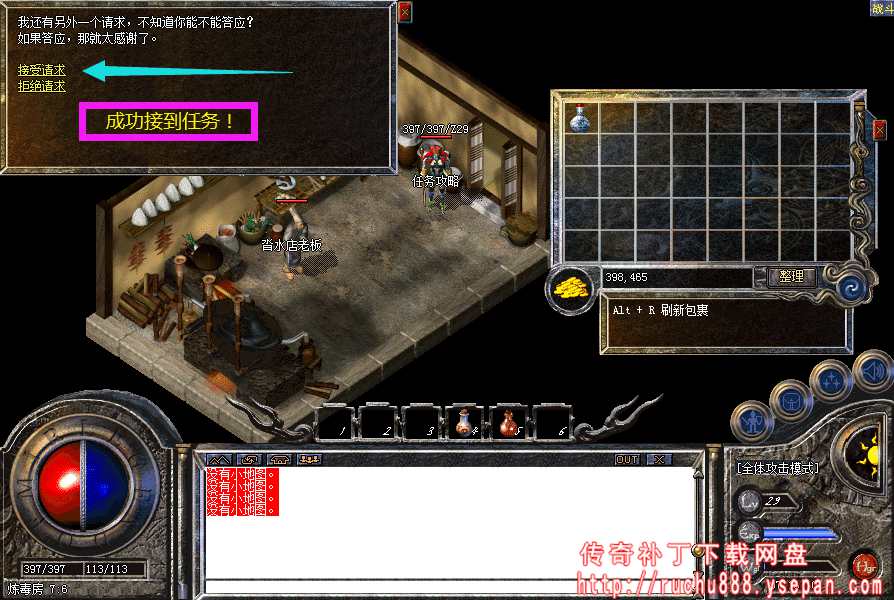 我还有另外一个请求,不知道你能不能答应?
如果答应,那就太感谢了。
接受请求
拒绝请求
成功接到任务!
战斗
397/397/Z29
任务攻略
沓水店老板
398,465
整理
Alt + R 刷新包裹
1 2 3 4 5 6
OUT
没有小地图。
没有小地图。
没有小地图。
没有小地图。
[全体攻击模式]
Lv 29
Exp
Hgr
397/397 113/113
炼毒房 7:6
传奇补丁下载网盘
http://ruchu888.ysepan.com